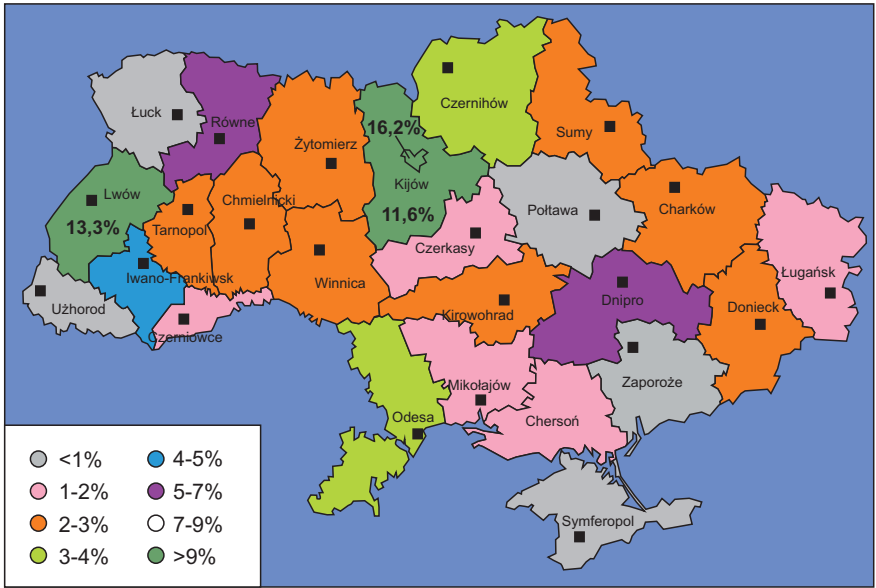 Łuck
Równe
Żytomierz
16,2%
Czernihów
Sumy
Lwów
13,3%
Tarnopol
Chmielnicki
Kijów
11,6%
Czerkasy
Połtawa
Charków
Ługańsk
Użhorod
Iwano-Frankiwsk
Czerniowce
Winnica
Kirowohrad
Dnipro
Donieck
Mikołajów
Zaporoże
Odesa
Chersoń
Symferopol
<1%
1-2%
2-3%
3-4%
4-5%
5-7%
7-9%
>9%